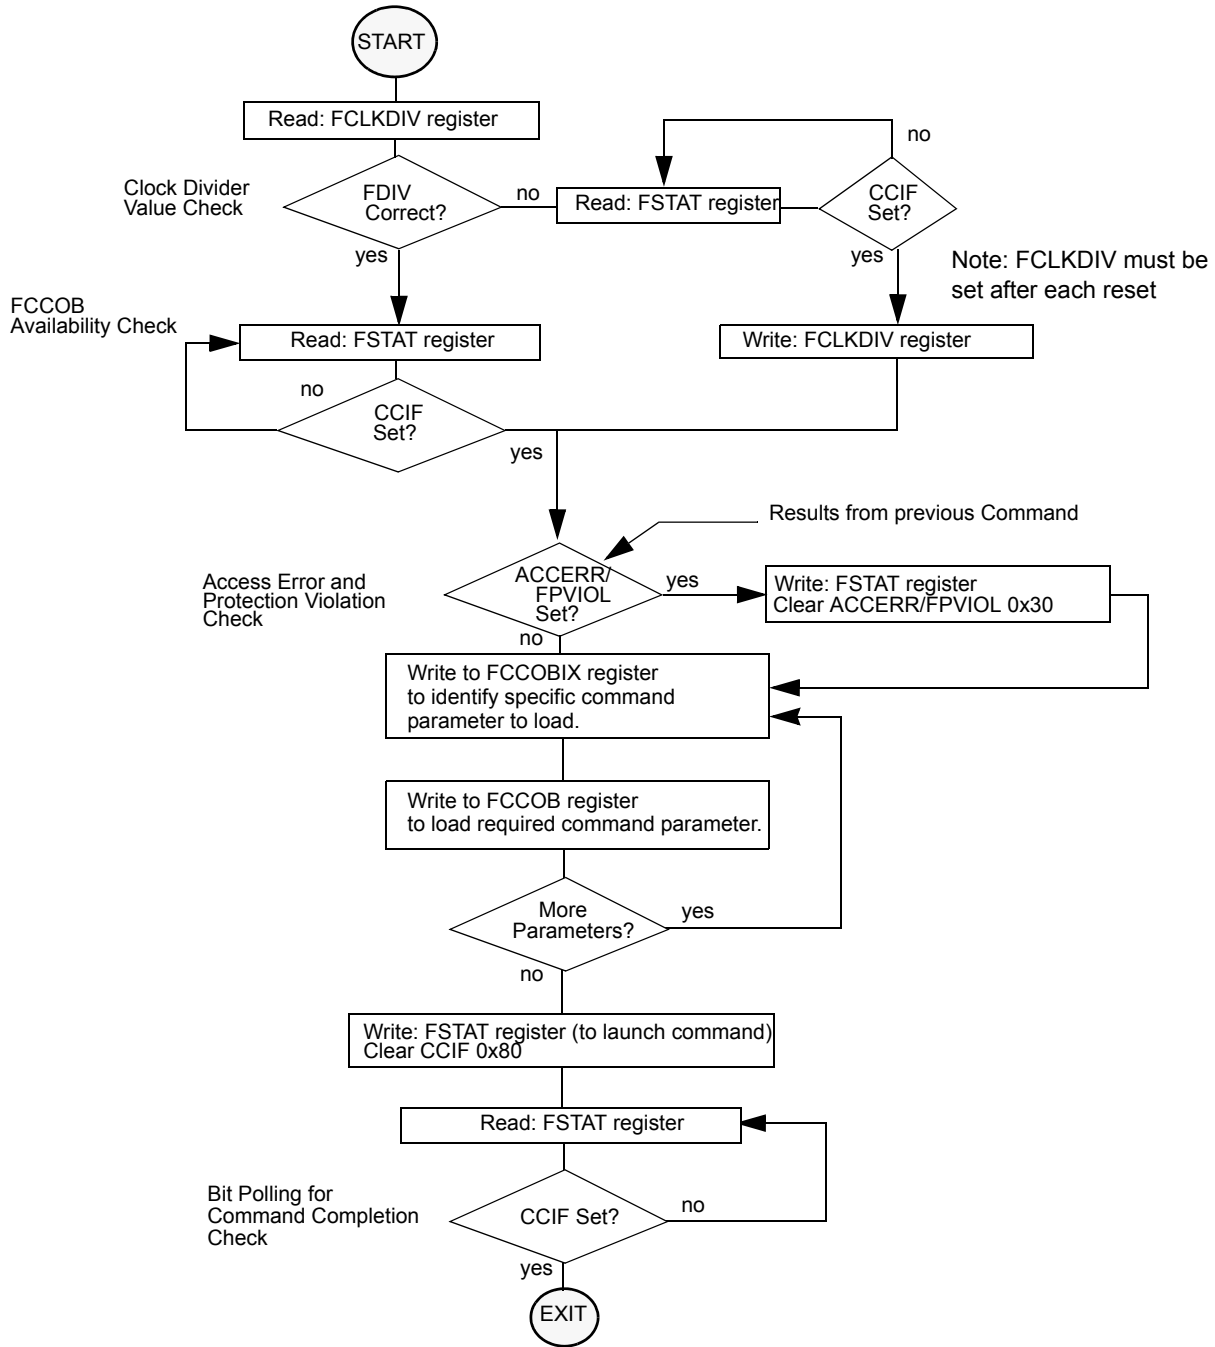 START
Read: FCLKDIV register
no
Clock Divider
Value Check
FDIV
Correct?
no
Read: FSTAT register
CCIF
Set?
yes
yes
Note: FCLKDIV must be
set after each reset
FCCOB
Availability Check
Read: FSTAT register
Write: FCLKDIV register
no
CCIF
Set?
yes
Results from previous Command
Access Error and
Protection Violation
Check
ACCERR/
FPVIOL
Set?
yes
Write: FSTAT register
Clear ACCERR/FPVIOL 0x30
no
Write to FCCOBIX register
to identify specific command
parameter to load.
Write to FCCOB register
to load required command parameter.
More
Parameters?
yes
no
Write: FSTAT register (to launch command)
Clear CCIF 0x80
Read: FSTAT register
Bit Polling for
Command Completion
Check
CCIF Set?
no
yes
EXIT